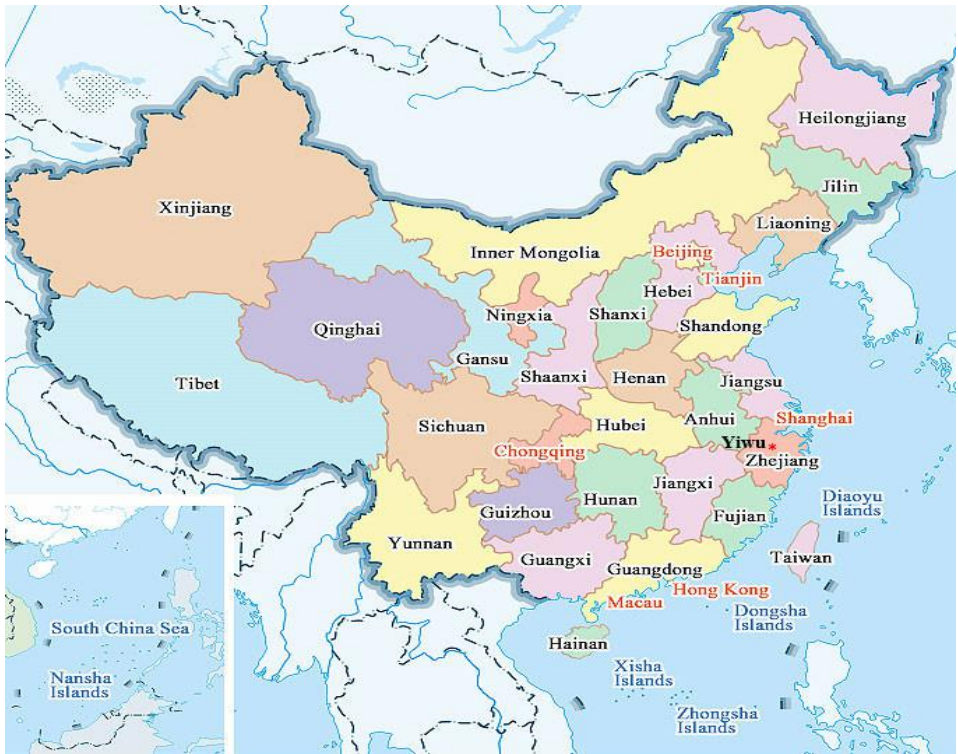 Heilongjiang
Jilin
Xinjiang
Liaoning
Inner Mongolia
Beijing
Tianjin
Hebei
Ningxia
Shanxi
Shandong
Qinghai
Gansu
Shaanxi
Henan
Jiangsu
Tibet
Sichuan
Hubei
Anhui
Shanghai
Chongqing
Yiwu *
Zhejiang
Hunan
Jiangxi
Guizhou
Fujian
Diaoyu
Islands
Yunnan
Guangxi
Guangdong
Taiwan
Hong Kong
Macau
Dongsha
Islands
Hainan
Xisha
Islands
Zhongsha
Islands
South China Sea
Nansha
Islands